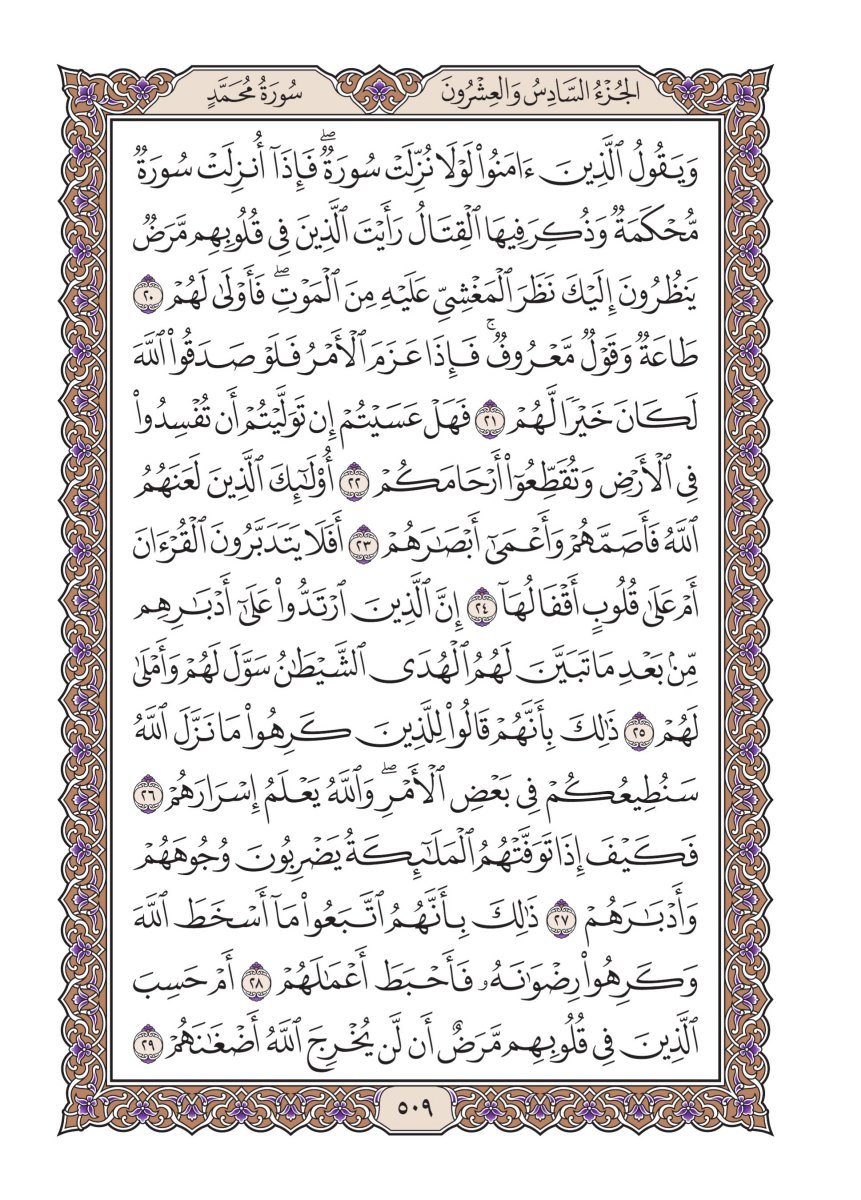 الجُزْءُ السَّادِسُ وَالْعِشْرُونَ
سُورَةُ مُحَمَّدٍ
وَيَقُولُ ٱلَّذِينَ ءَامَنُواْ لَوْلَا نُزِّلَتْ سُورَةٌۖ فَإِذَآ أُنزِلَتْ سُورَةٌ
مُّحْكَمَةٌ وَذُكِرَ فِيهَا ٱلْقِتَالُ رَأَيْتَ ٱلَّذِينَ فِي قُلُوبِهِم مَّرَضٌ
يَنظُرُونَ إِلَيْكَ نَظَرَ ٱلْمَغْشِيِّ عَلَيْهِ مِنَ ٱلْمَوْتِۖ فَأَوْلَىٰ لَهُمْ ٢٠
طَاعَةٌ وَقَوْلٌ مَّعْرُوفٌۚ فَإِذَا عَزَمَ ٱلْأَمْرُ فَلَوْ صَدَقُواْ ٱللَّهَ
لَكَانَ خَيْرًا لَّهُمْ ٢١ فَهَلْ عَسَيْتُمْ إِن تَوَلَّيْتُمْ أَن تُفْسِدُواْ
فِي ٱلْأَرْضِ وَتُقَطِّعُوٓاْ أَرْحَامَكُمْ ٢٢ أُوْلَٰٓئِكَ ٱلَّذِينَ لَعَنَهُمُ
ٱللَّهُ فَأَصَمَّهُمْ وَأَعْمَىٰٓ أَبْصَٰرَهُمْ ٢٣ أَفَلَا يَتَدَبَّرُونَ ٱلْقُرْءَانَ
أَمْ عَلَىٰ قُلُوبٍ أَقْفَالُهَآ ٢٤ إِنَّ ٱلَّذِينَ ٱرْتَدُّواْ عَلَىٰٓ أَدْبَٰرِهِم
مِّنۢ بَعْدِ مَا تَبَيَّنَ لَهُمُ ٱلْهُدَى ٱلشَّيْطَٰنُ سَوَّلَ لَهُمْ وَأَمْلَىٰ
لَهُمْ ٢٥ ذَٰلِكَ بِأَنَّهُمْ قَالُواْ لِلَّذِينَ كَرِهُواْ مَا نَزَّلَ ٱللَّهُ
سَنُطِيعُكُمْ فِي بَعْضِ ٱلْأَمْرِۖ وَٱللَّهُ يَعْلَمُ إِسْرَارَهُمْ ٢٦
فَكَيْفَ إِذَا تَوَفَّتْهُمُ ٱلْمَلَٰٓئِكَةُ يَضْرِبُونَ وُجُوهَهُمْ
وَأَدْبَٰرَهُمْ ٢٧ ذَٰلِكَ بِأَنَّهُمُ ٱتَّبَعُواْ مَآ أَسْخَطَ ٱللَّهَ
وَكَرِهُواْ رِضْوَٰنَهُۥ فَأَحْبَطَ أَعْمَٰلَهُمْ ٢٨ أَمْ حَسِبَ
ٱلَّذِينَ فِي قُلُوبِهِم مَّرَضٌ أَن لَّن يُخْرِجَ ٱللَّهُ أَضْغَٰنَهُمْ ٢٩
٥٠٩